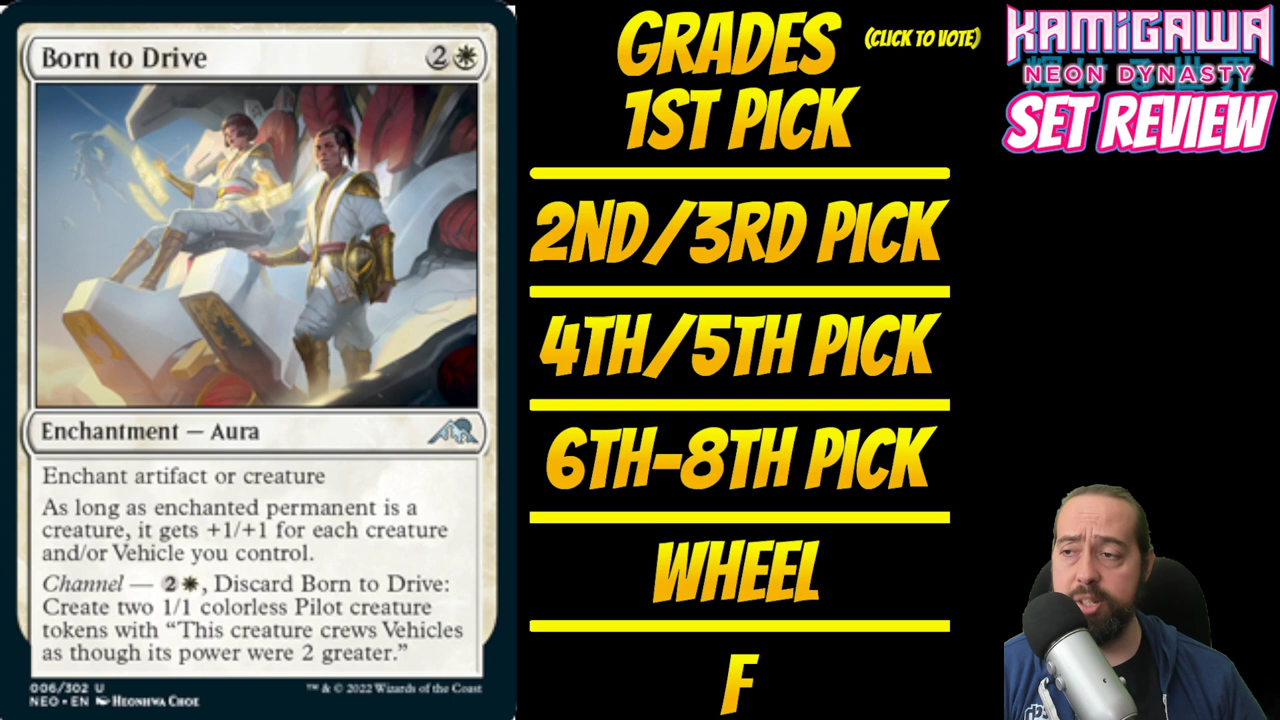 Born to Drive 2
Enchantment — Aura
Enchant artifact or creature
As long as enchanted permanent is a
creature, it gets +1/+1 for each creature
and/or Vehicle you control.
Channel — 2, Discard Born to Drive:
Create two 1/1 colorless Pilot creature
tokens with “This creature crews Vehicles
as though its power were 2 greater.”
006/302 U
NEO • EN HEONHWA CHOE
™ & © 2022 Wizards of the Coast
GRADES (CLICK TO VOTE)
1ST PICK
2ND/3RD PICK
4TH/5TH PICK
6TH-8TH PICK
WHEEL
F
KAMIGAWA
NEON DYNASTY
SET REVIEW